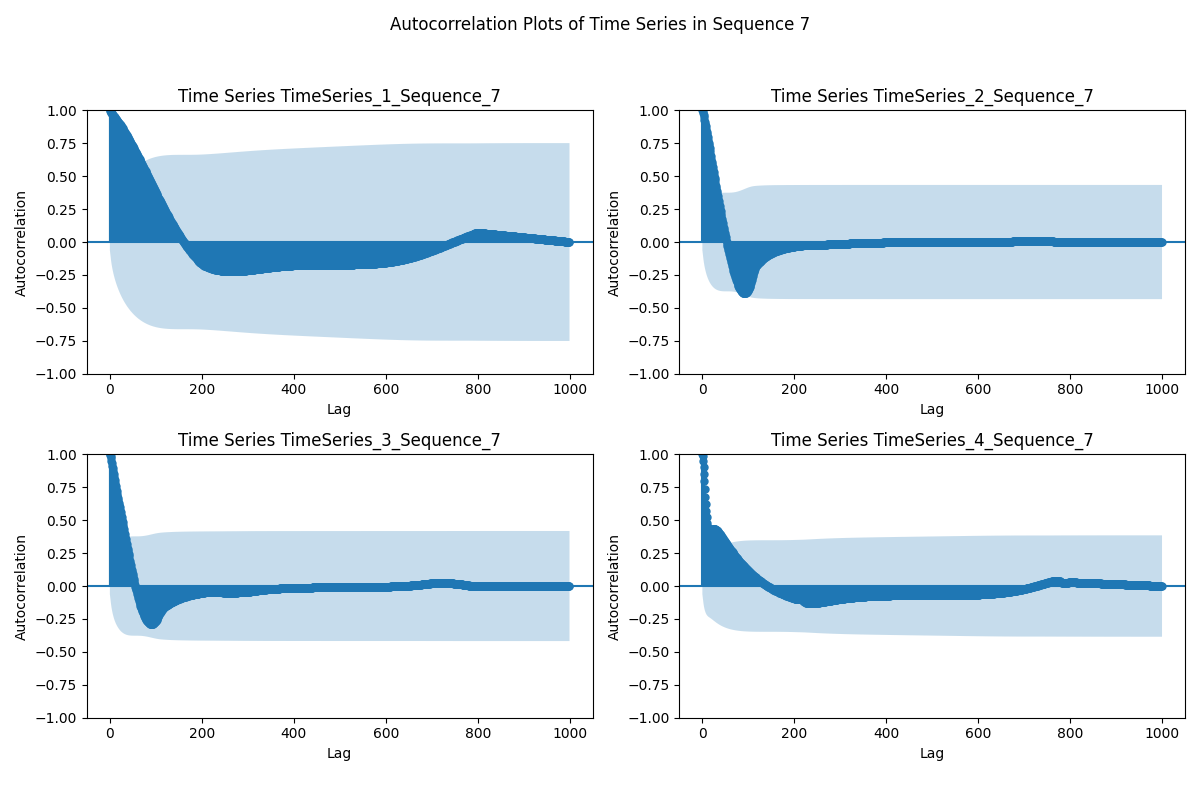 Autocorrelation Plots of Time Series in Sequence 7
Time Series TimeSeries_1_Sequence_7
1.00
0.75
0.50
0.25
0.00
−0.25
−0.50
−0.75
−1.00
Autocorrelation
0 200 400 600 800 1000
Lag
Time Series TimeSeries_2_Sequence_7
1.00
0.75
0.50
0.25
0.00
−0.25
−0.50
−0.75
−1.00
Autocorrelation
0 200 400 600 800 1000
Lag
Time Series TimeSeries_3_Sequence_7
1.00
0.75
0.50
0.25
0.00
−0.25
−0.50
−0.75
−1.00
Autocorrelation
0 200 400 600 800 1000
Lag
Time Series TimeSeries_4_Sequence_7
1.00
0.75
0.50
0.25
0.00
−0.25
−0.50
−0.75
−1.00
Autocorrelation
0 200 400 600 800 1000
Lag